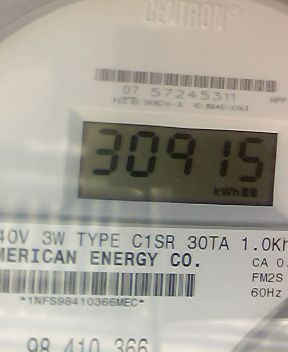 CENTRON®
07 57245311
30915
kWh
40V 3W TYPE C1SR 30TA 1.0Kh
MERICAN ENERGY CO.
CA 0.
FM2S
*1NFS98410366MEC*
60Hz
98 410 366